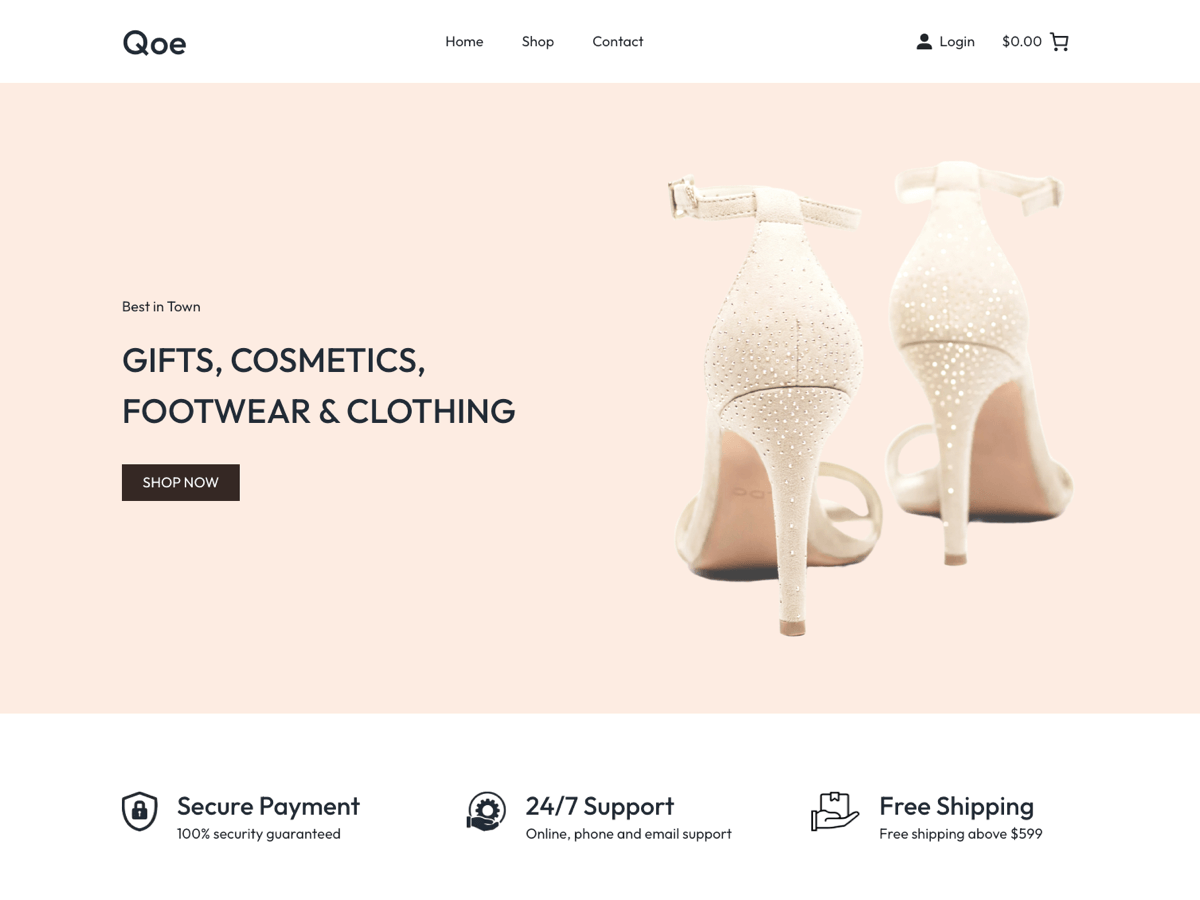 Qoe
Home
Shop
Contact
Login
$0.00
Best in Town
GIFTS, COSMETICS,
FOOTWEAR & CLOTHING
SHOP NOW
Secure Payment
100% security guaranteed
24/7 Support
Online, phone and email support
Free Shipping
Free shipping above $599